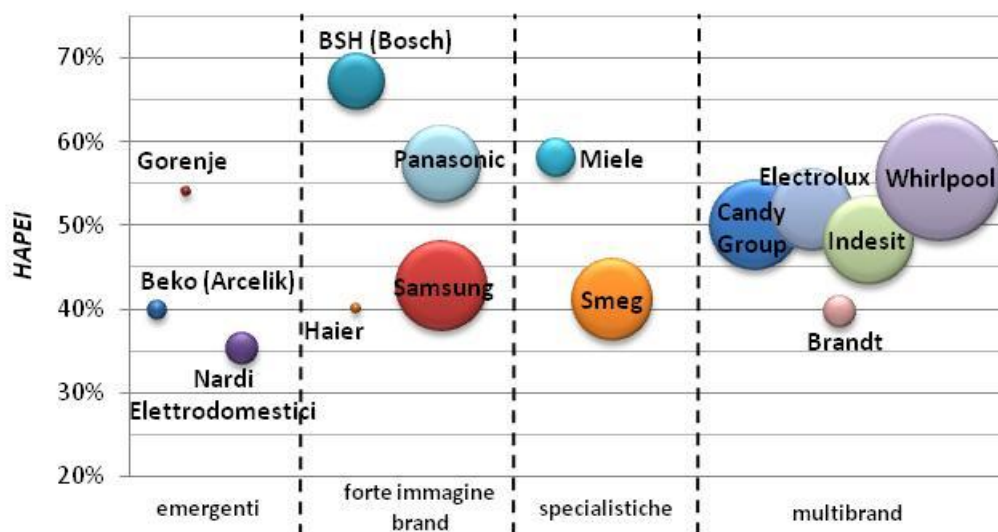 HAPEI
70%
60%
50%
40%
30%
20%
Gorenje
Beko (Arcelik)
Nardi
Elettrodomestici
BSH (Bosch)
Panasonic
Samsung
Haier
Miele
Smeg
Electrolux
Whirlpool
Candy
Group
Indesit
Brandt
emergenti
forte immagine
brand
specialistiche
multibrand